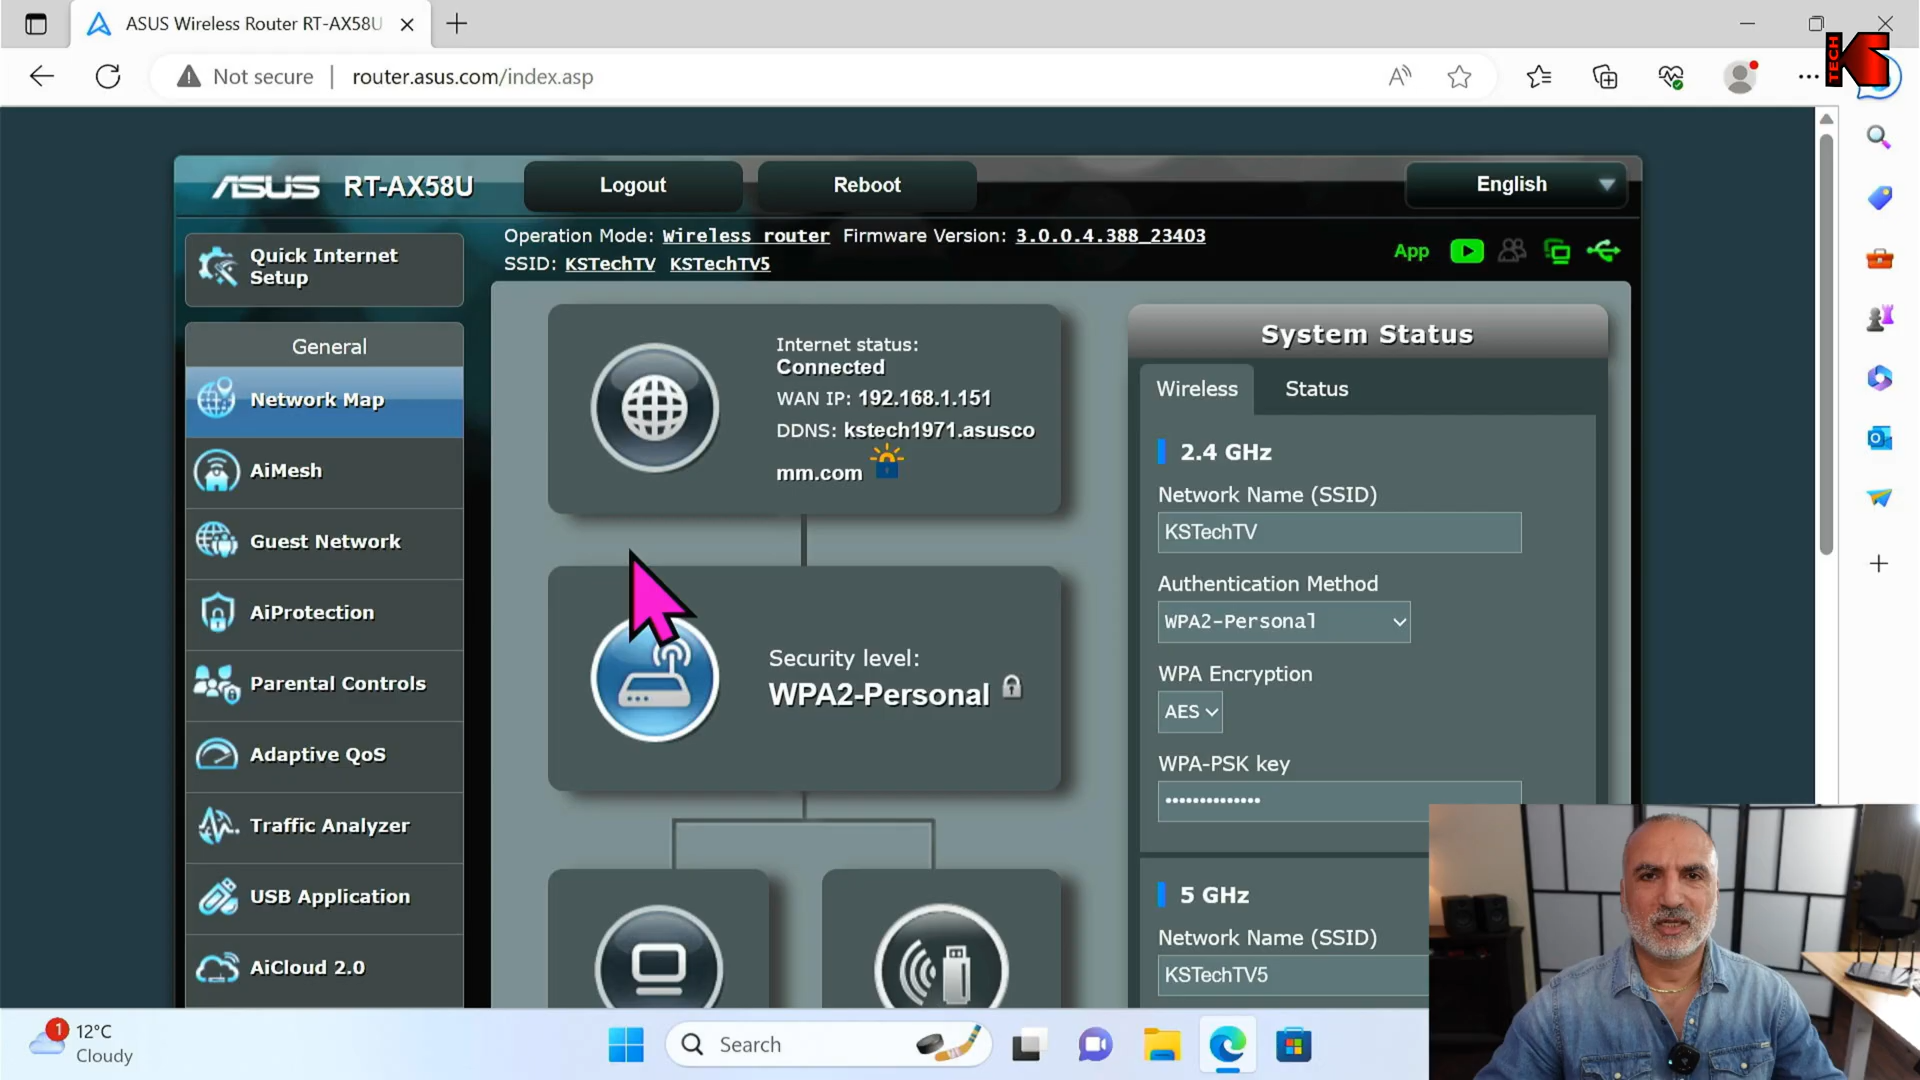 ASUS Wireless Router RT-AX58U
Not secure
router.asus.com/index.asp
TECH
KS
ASUS RT-AX58U
Logout
Reboot
English
Operation Mode: Wireless router Firmware Version: 3.0.0.4.388_23403
SSID: KSTechTV KSTechTV5
App
Quick Internet
Setup
General
Network Map
AiMesh
Guest Network
AiProtection
Parental Controls
Adaptive QoS
Traffic Analyzer
USB Application
AiCloud 2.0
Internet status:
Connected
WAN IP: 192.168.1.151
DDNS: kstech1971.asusco
mm.com
Security level:
WPA2-Personal
System Status
Wireless
Status
2.4 GHz
Network Name (SSID)
KSTechTV
Authentication Method
WPA2-Personal
WPA Encryption
AES
WPA-PSK key
••••••••••••••
5 GHz
Network Name (SSID)
KSTechTV5
1
12°C
Cloudy
Search